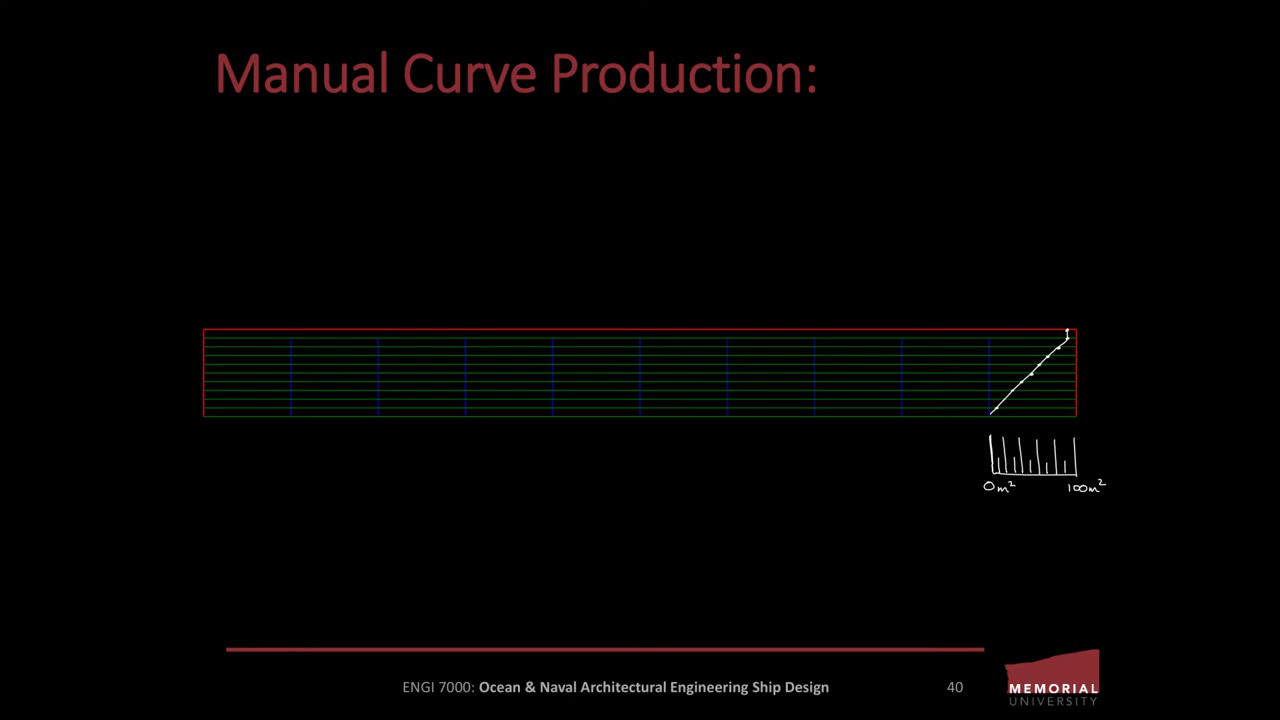 Manual Curve Production:
0m² 100m²
ENGI 7000: Ocean & Naval Architectural Engineering Ship Design 40
MEMORIAL
UNIVERSITY